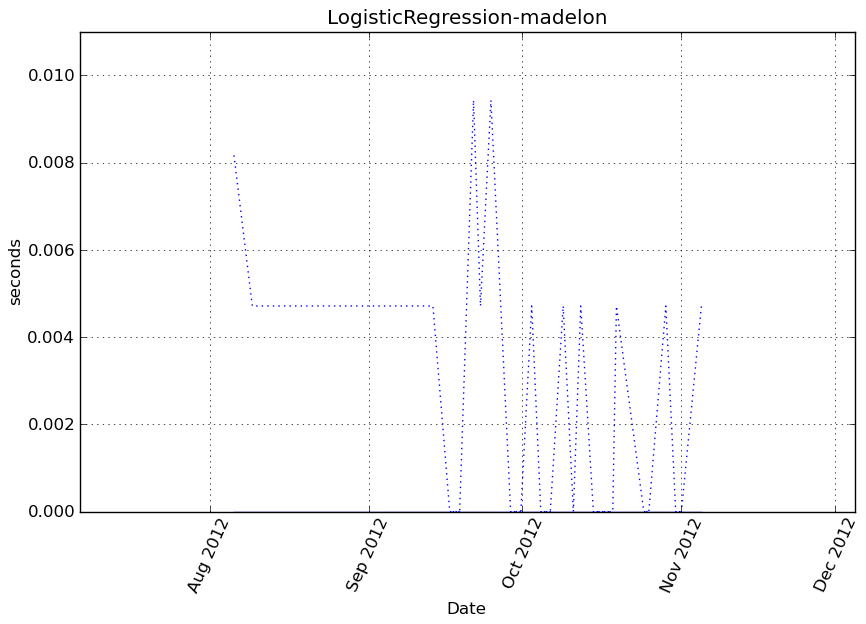 LogisticRegression-madelon
0.010
0.008
0.006
0.004
0.002
0.000
seconds
Aug 2012
Sep 2012
Oct 2012
Nov 2012
Dec 2012
Date